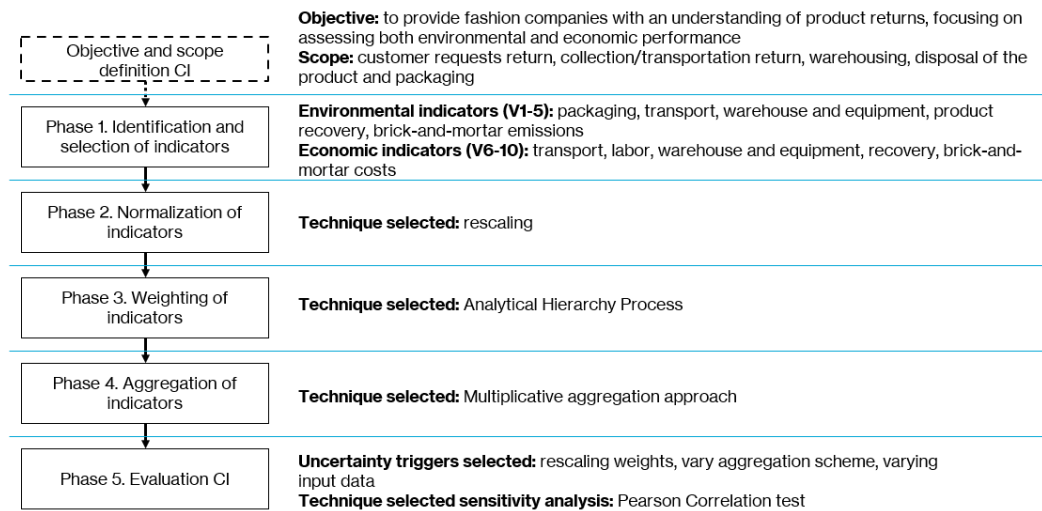 Objective and scope
definition CI
Objective: to provide fashion companies with an understanding of product returns, focusing on
assessing both environmental and economic performance
Scope: customer requests return, collection/transportation return, warehousing, disposal of the
product and packaging
Phase 1. Identification and
selection of indicators
Environmental indicators (V1-5): packaging, transport, warehouse and equipment, product
recovery, brick-and-mortar emissions
Economic indicators (V6-10): transport, labor, warehouse and equipment, recovery, brick-and-
mortar costs
Phase 2. Normalization of
indicators
Technique selected: rescaling
Phase 3. Weighting of
indicators
Technique selected: Analytical Hierarchy Process
Phase 4. Aggregation of
indicators
Technique selected: Multiplicative aggregation approach
Phase 5. Evaluation CI
Uncertainty triggers selected: rescaling weights, vary aggregation scheme, varying
input data
Technique selected sensitivity analysis: Pearson Correlation test